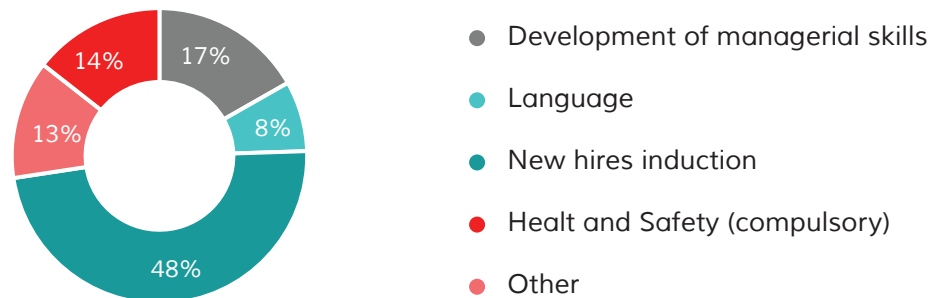 14%
17%
13%
8%
48%
Development of managerial skills
Language
New hires induction
Healt and Safety (compulsory)
Other